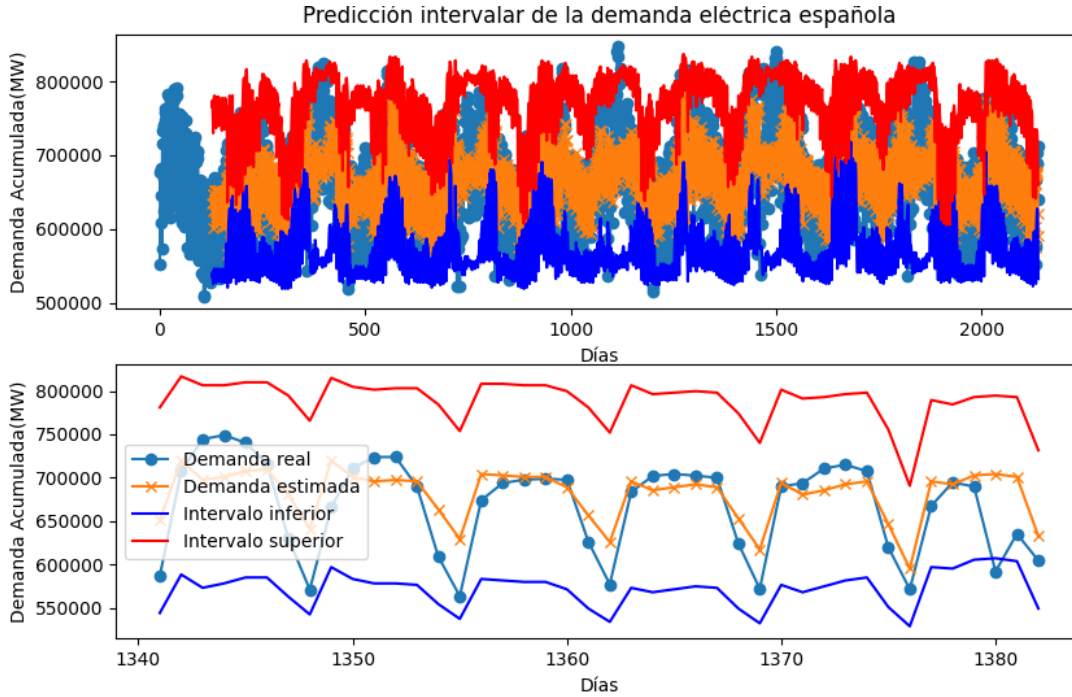 Predicción intervalar de la demanda eléctrica española
Demanda Acumulada(MW)
800000
700000
600000
500000
0
500
1000
1500
2000
Días
Demanda Acumulada(MW)
800000
750000
700000
650000
600000
550000
Demanda real
Demanda estimada
Intervalo inferior
Intervalo superior
1340
1350
1360
1370
1380
Días